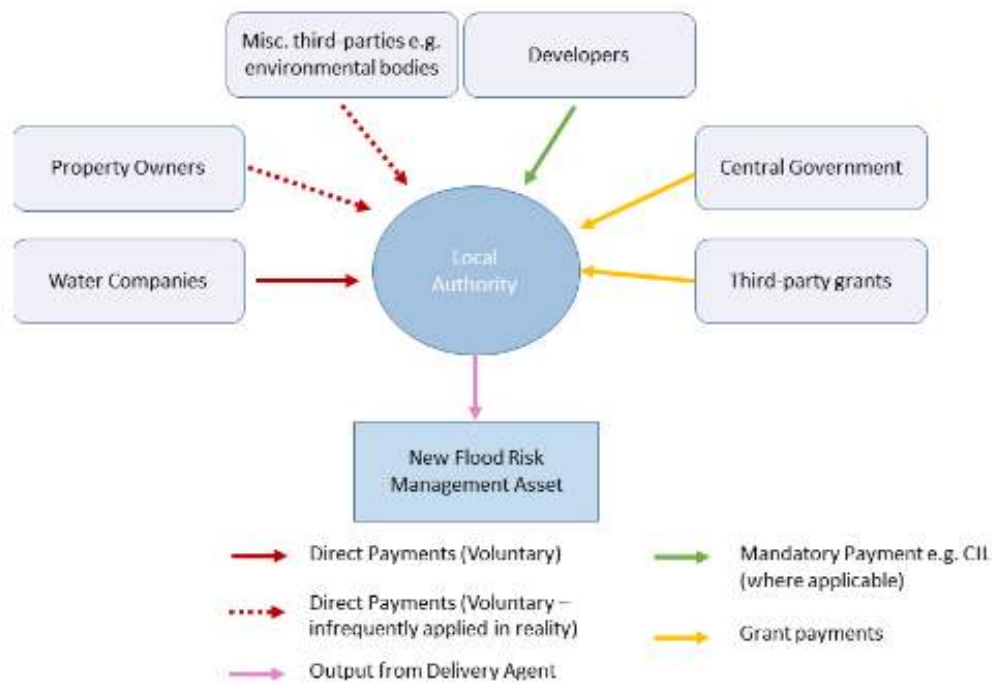 Misc. third-parties e.g.
environmental bodies
Developers
Property Owners
Central Government
Water Companies
Local
Authority
Third-party grants
New Flood Risk
Management Asset
Direct Payments (Voluntary)
Direct Payments (Voluntary –
infrequently applied in reality)
Output from Delivery Agent
Mandatory Payment e.g. CIL
(where applicable)
Grant payments